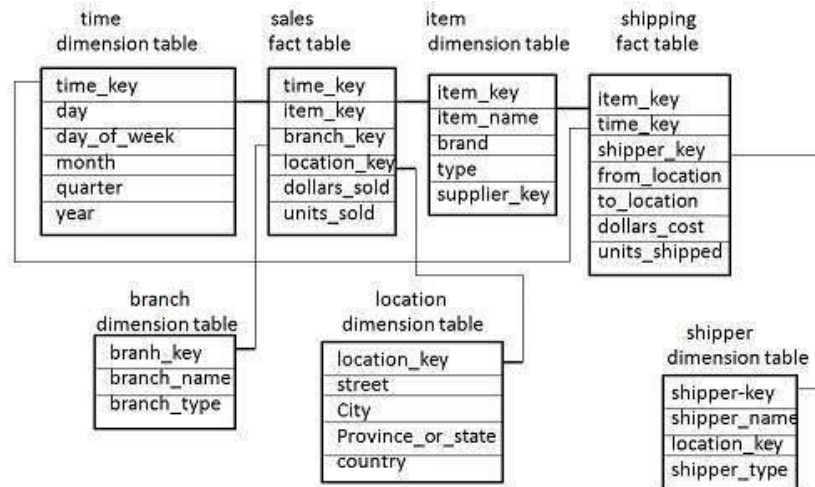 time
dimension table
time_key
day
day_of_week
month
quarter
year
sales
fact table
time_key
item_key
branch_key
location_key
dollars_sold
units_sold
item
dimension table
item_key
item_name
brand
type
supplier_key
shipping
fact table
item_key
time_key
shipper_key
from_location
to_location
dollars_cost
units_shipped
branch
dimension table
branh_key
branch_name
branch_type
location
dimension table
location_key
street
City
Province_or_state
country
shipper
dimension table
shipper-key
shipper_name
location_key
shipper_type